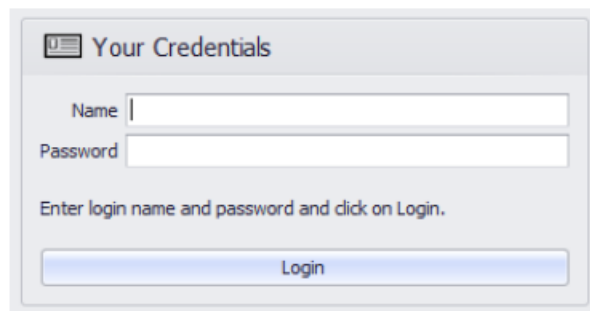 Your Credentials
Name
Password
Enter login name and password and click on Login.
Login